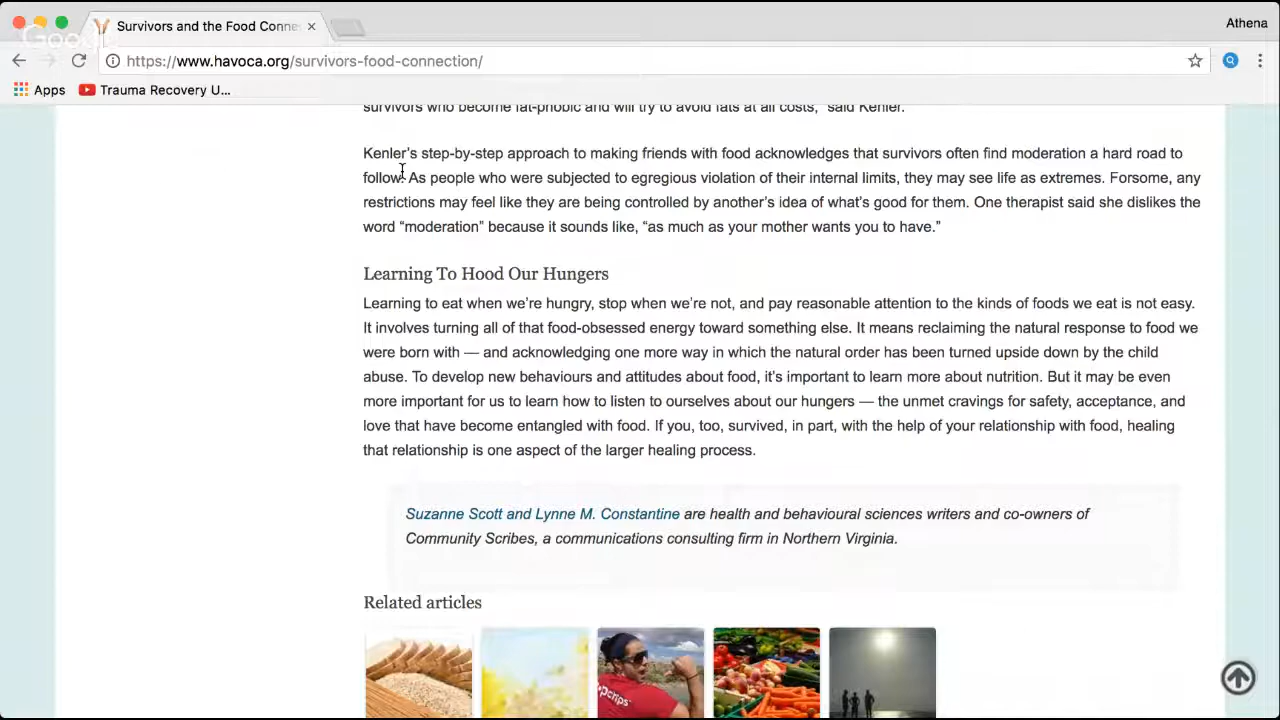 Survivors and the Food Conne
Athena
https://www.havoca.org/survivors-food-connection/
Apps
Trauma Recovery U...
survivors who become fat-phobic and will try to avoid fats at all costs," said Kenler.
Kenler's step-by-step approach to making friends with food acknowledges that survivors often find moderation a hard road to
follow. As people who were subjected to egregious violation of their internal limits, they may see life as extremes. Forsome, any
restrictions may feel like they are being controlled by another's idea of what's good for them. One therapist said she dislikes the
word “moderation” because it sounds like, “as much as your mother wants you to have.”
Learning To Hood Our Hungers
Learning to eat when we're hungry, stop when we're not, and pay reasonable attention to the kinds of foods we eat is not easy.
It involves turning all of that food-obsessed energy toward something else. It means reclaiming the natural response to food we
were born with — and acknowledging one more way in which the natural order has been turned upside down by the child
abuse. To develop new behaviours and attitudes about food, it's important to learn more about nutrition. But it may be even
more important for us to learn how to listen to ourselves about our hungers — the unmet cravings for safety, acceptance, and
love that have become entangled with food. If you, too, survived, in part, with the help of your relationship with food, healing
that relationship is one aspect of the larger healing process.
Suzanne Scott and Lynne M. Constantine are health and behavioural sciences writers and co-owners of
Community Scribes, a communications consulting firm in Northern Virginia.
Related articles